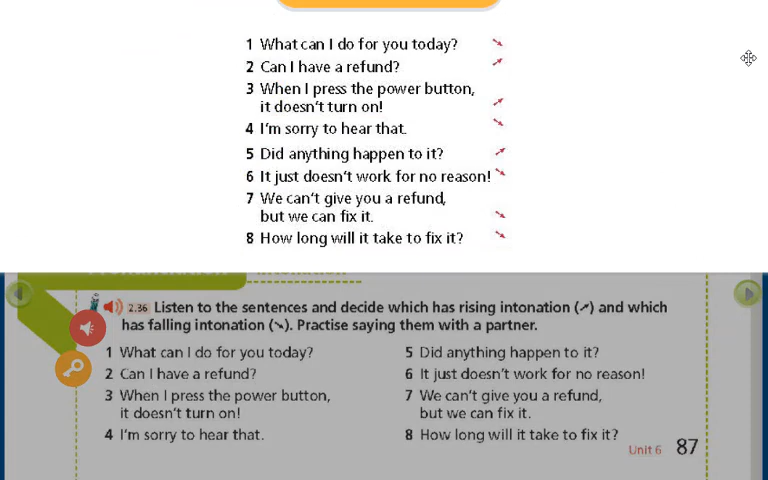 1 What can I do for you today? ↘
2 Can I have a refund? ↗
3 When I press the power button,
it doesn't turn on! ↗
4 I'm sorry to hear that. ↘
5 Did anything happen to it? ↗
6 It just doesn't work for no reason! ↘
7 We can't give you a refund,
but we can fix it. ↘
8 How long will it take to fix it? ↘
2.36 Listen to the sentences and decide which has rising intonation (↗) and which
has falling intonation (↘). Practise saying them with a partner.
1 What can I do for you today?
2 Can I have a refund?
3 When I press the power button,
it doesn't turn on!
4 I'm sorry to hear that.
5 Did anything happen to it?
6 It just doesn't work for no reason!
7 We can't give you a refund,
but we can fix it.
8 How long will it take to fix it?
Unit 6 87